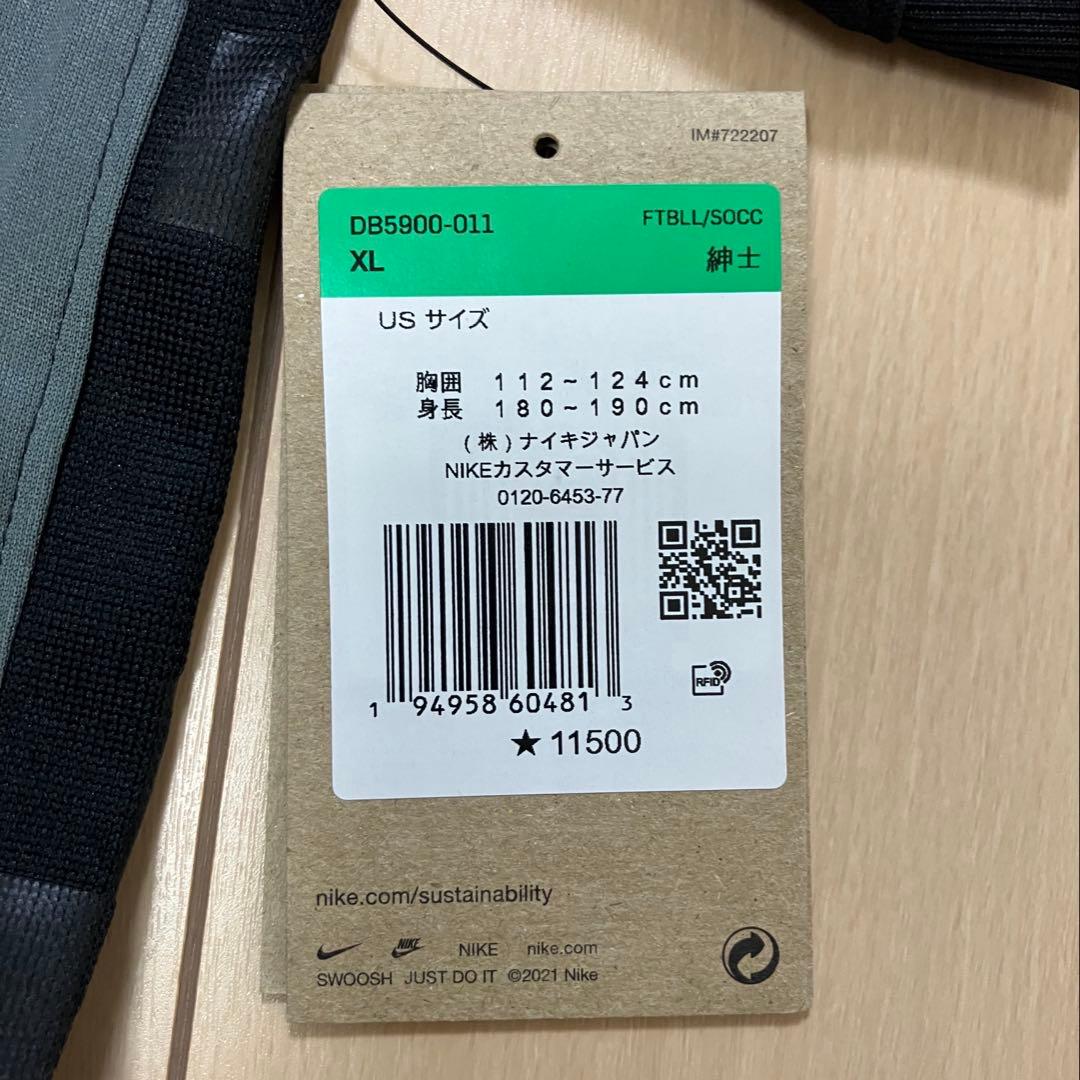 IM#722207
DB5900-011 FTBLL/SOCC
XL 紳士
US サイズ
胸囲 112~124cm
身長 180~190cm
(株)ナイキジャパン
NIKEカスタマーサービス
0120-6453-77
RFID
1 94958 60481 3
★ 11500
nike.com/sustainability
NIKE NIKE nike.com
SWOOSH JUST DO IT ©2021 Nike